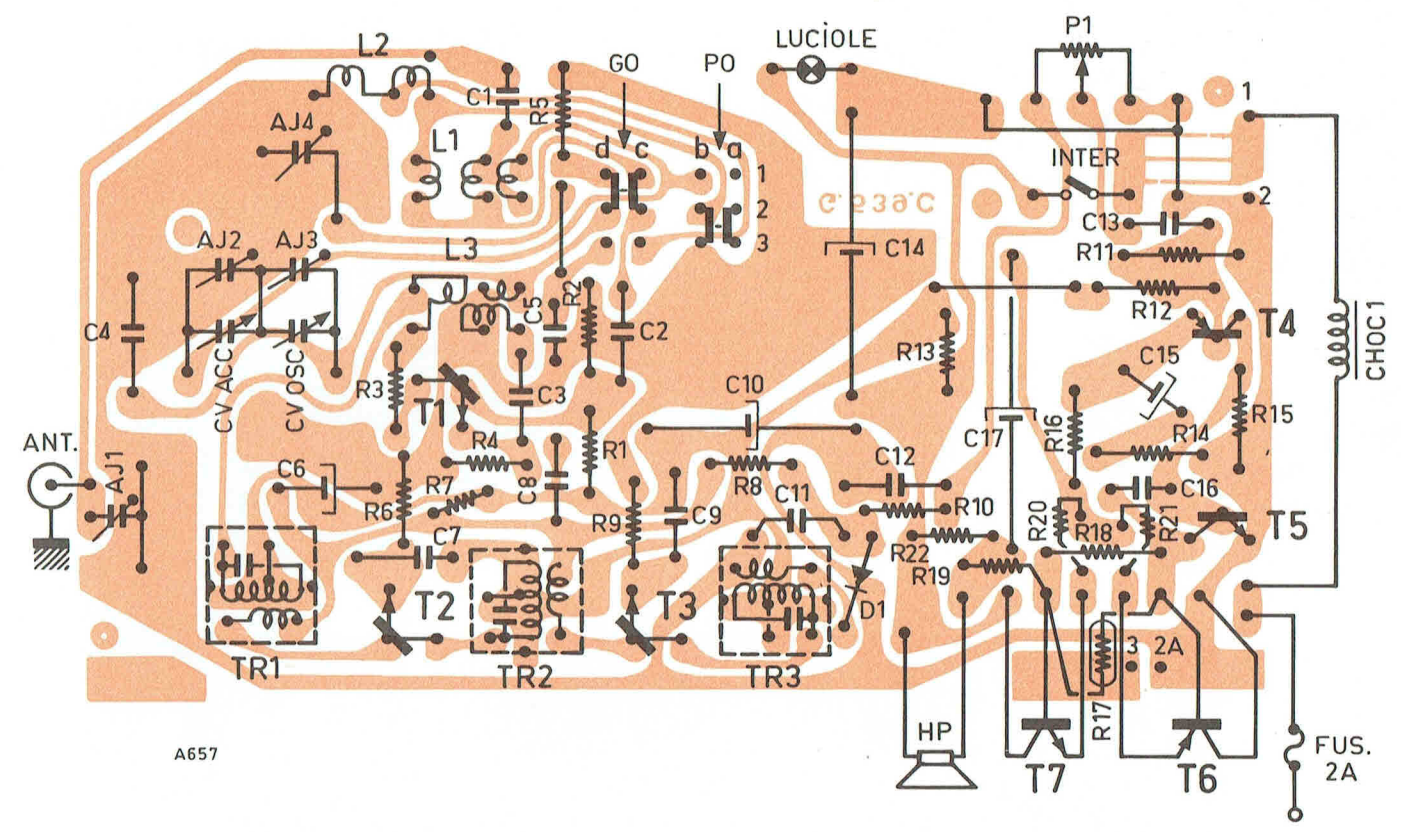 L2
LUCİOLE
P1
GO
PO
C1
R5
1
AJ4
L1
d
c
b
a
1
INTER
2
2
G.539.C
C13
AJ2
AJ3
L3
3
C14
R11
C4
C5
R2
C2
R12
T4
CV ACC
CV OSC
R3
T1
C3
R13
C15
CHOC1
C10
R15
ANT.
R4
R1
C17
R16
R14
AJ1
C6
R6
R7
C8
R8
C12
C16
R9
C9
C11
R10
R20
R18
R21
T5
C7
R22
R19
T2
T3
D1
TR1
TR2
TR3
3
2A
R17
A657
HP
T7
T6
FUS.
2A